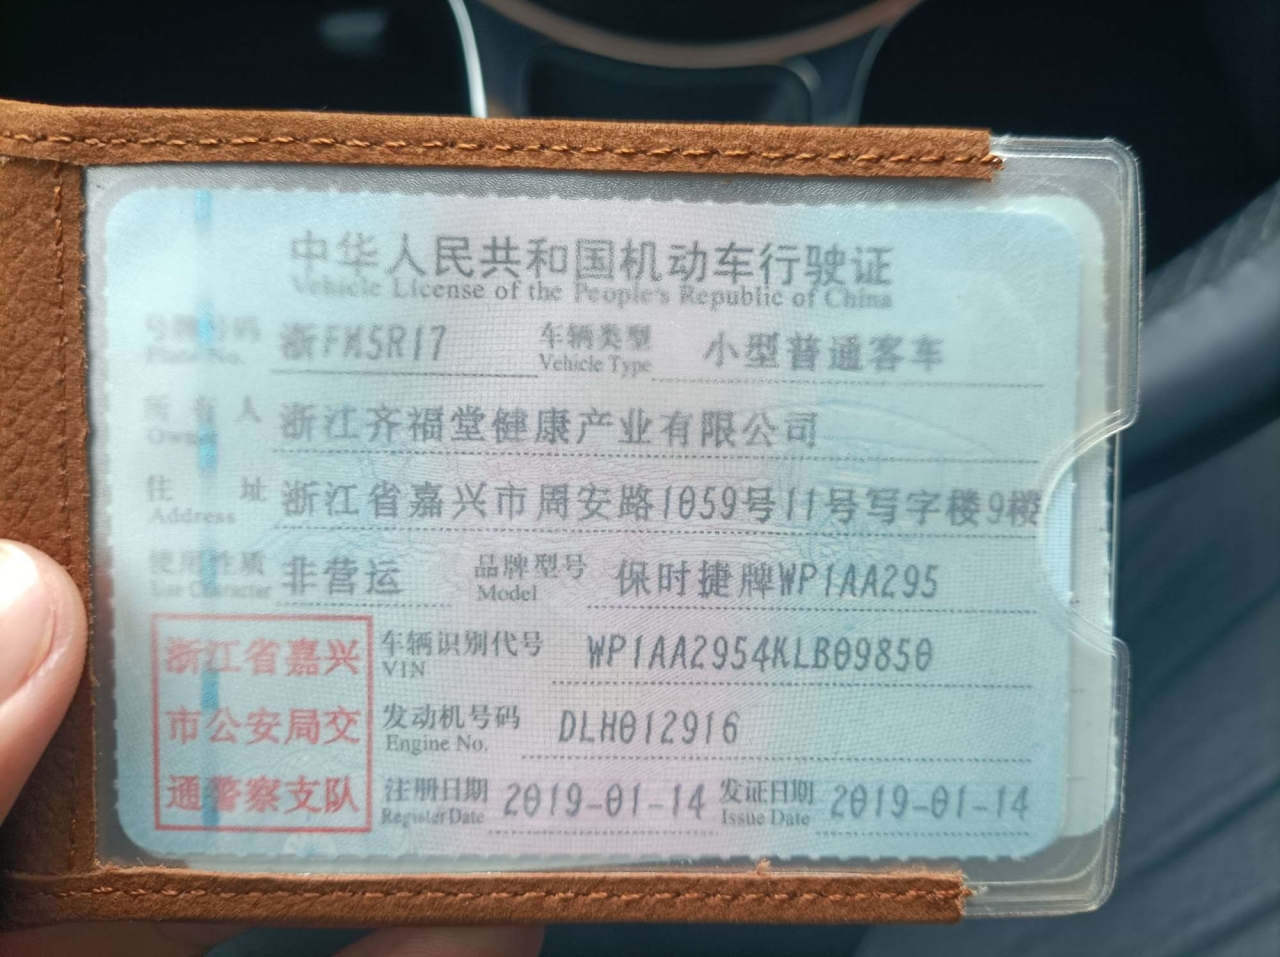 中华人民共和国机动车行驶证
Vehicle License of the People's Republic of China
号牌号码 浙FM5R17 车辆类型 小型普通客车
Plate No. Vehicle Type
所有人 浙江齐福堂健康产业有限公司
Owner
住址 浙江省嘉兴市周安路1059号11号写字楼9楼
Address
使用性质 非营运 品牌型号 保时捷牌WP1AA295
Use Character Model
浙江省嘉兴
市公安局交
通警察支队
车辆识别代号 WP1AA2954KLB09850
VIN
发动机号码 DLH012916
Engine No.
注册日期 2019-01-14 发证日期 2019-01-14
Register Date Issue Date